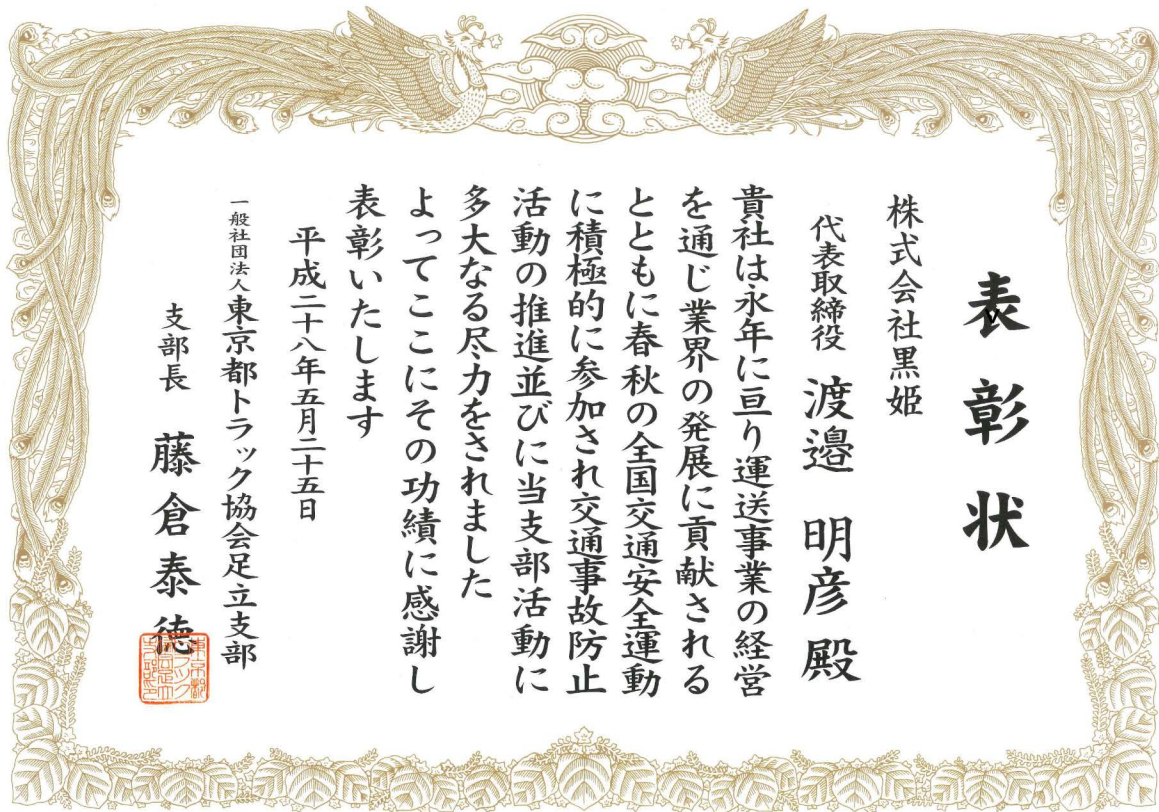 表彰状
株式会社黒姫
代表取締役 渡邉 明彦 殿
貴社は永年に亘り運送事業の経営
を通じ業界の発展に貢献される
とともに春秋の全国交通安全運動
に積極的に参加され交通事故防止
活動の推進並びに当支部活動に
多大なる尽力をされました
よってここにその功績に感謝し
表彰いたします
平成二十八年五月二十五日
一般社団法人東京都トラック協会足立支部
支部長 藤倉泰徳